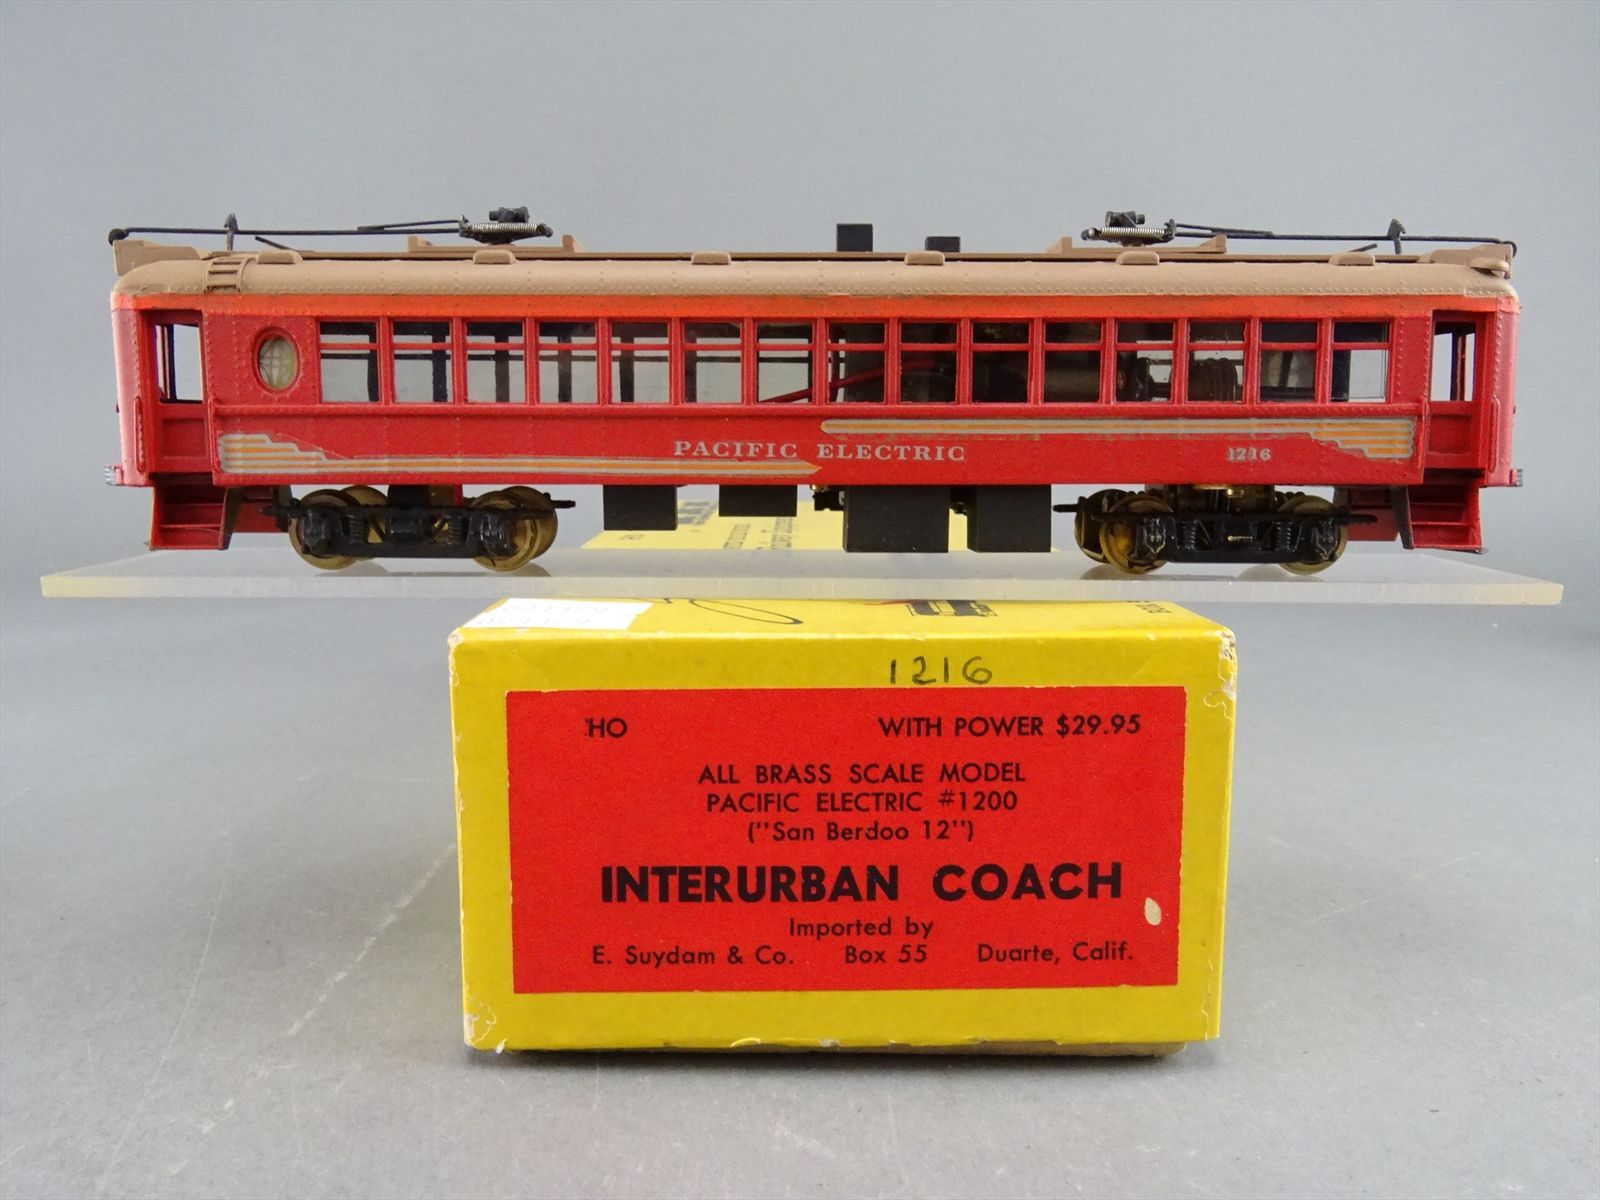 PACIFIC ELECTRIC 1216
HO
1216
HO WITH POWER $29.95
ALL BRASS SCALE MODEL
PACIFIC ELECTRIC #1200
("San Berdoo 12")
INTERURBAN COACH
Imported by
E. Suydam & Co. Box 55 Duarte, Calif.